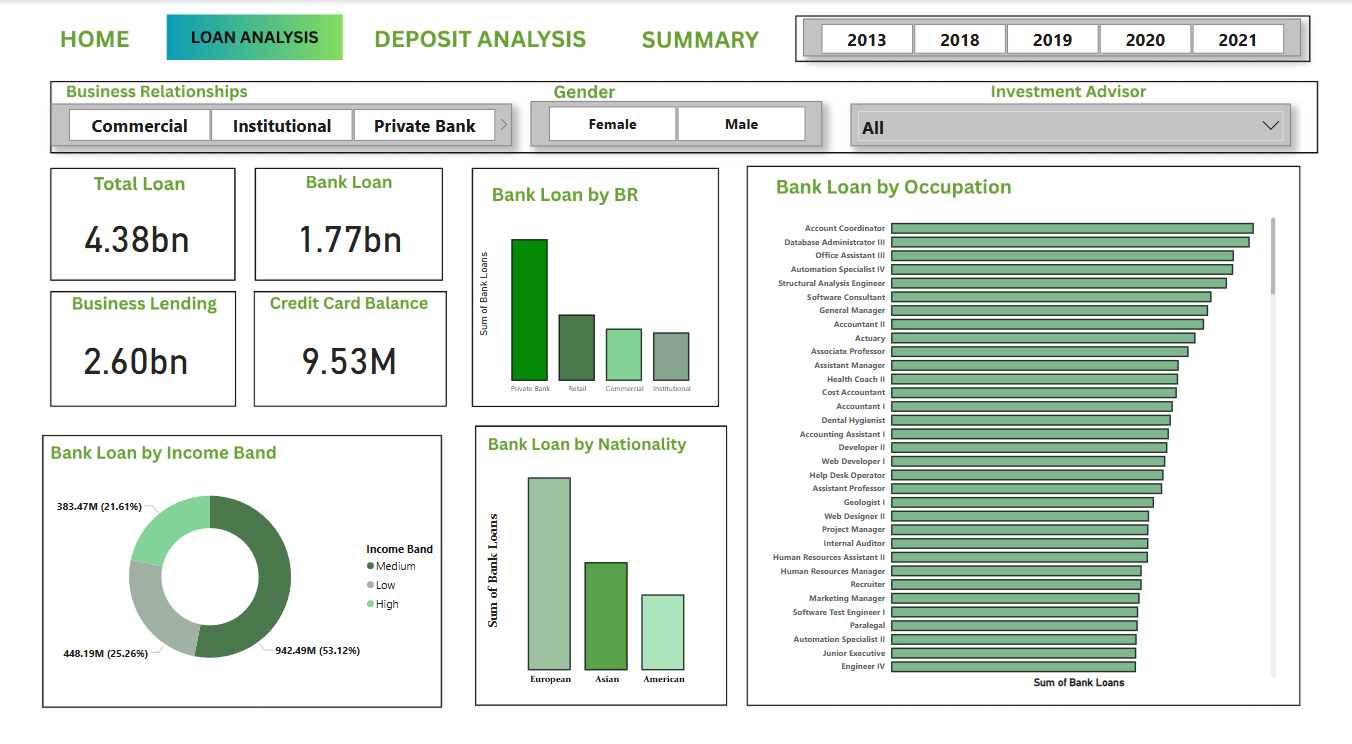 HOME
LOAN ANALYSIS
DEPOSIT ANALYSIS
SUMMARY
2013
2018
2019
2020
2021
Business Relationships
Commercial
Institutional
Private Bank
Gender
Female
Male
Investment Advisor
All
Total Loan
4.38bn
Bank Loan
1.77bn
Business Lending
2.60bn
Credit Card Balance
9.53M
Bank Loan by BR
Sum of Bank Loans
Private Bank
Retail
Commercial
Institutional
Bank Loan by Occupation
Account Coordinator
Database Administrator III
Office Assistant III
Automation Specialist IV
Structural Analysis Engineer
Software Consultant
General Manager
Accountant II
Actuary
Associate Professor
Assistant Manager
Health Coach II
Cost Accountant
Accountant I
Dental Hygienist
Accounting Assistant I
Developer II
Web Developer I
Help Desk Operator
Assistant Professor
Geologist I
Web Designer II
Project Manager
Internal Auditor
Human Resources Assistant II
Human Resources Manager
Recruiter
Marketing Manager
Software Test Engineer I
Paralegal
Automation Specialist II
Junior Executive
Engineer IV
Sum of Bank Loans
Bank Loan by Income Band
383.47M (21.61%)
448.19M (25.26%)
942.49M (53.12%)
Income Band
Medium
Low
High
Bank Loan by Nationality
Sum of Bank Loans
European
Asian
American